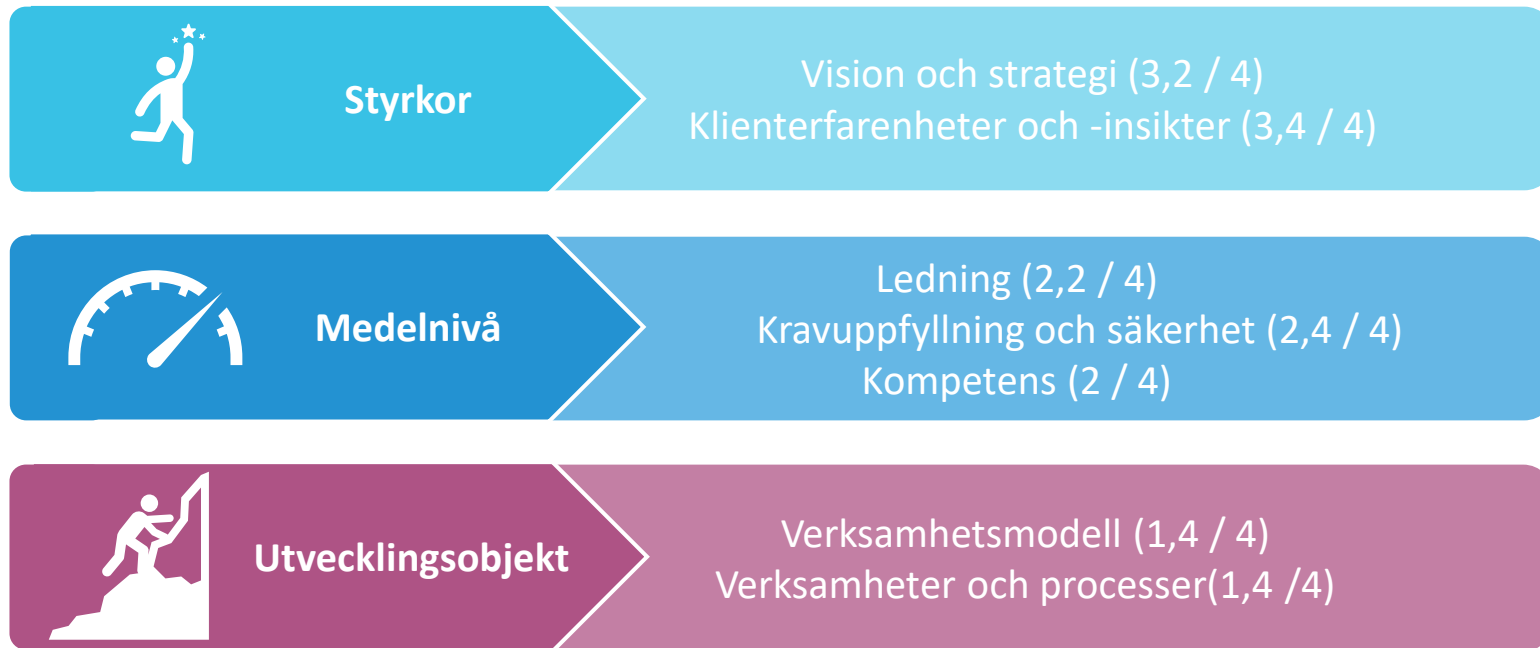 Styrkor
Vision och strategi (3,2 / 4)
Klienterfarenheter och -insikter (3,4 / 4)
Medelnivå
Ledning (2,2 / 4)
Kravuppfyllning och säkerhet (2,4 / 4)
Kompetens (2 / 4)
Utvecklingsobjekt
Verksamhetsmodell (1,4 / 4)
Verksamheter och processer(1,4 /4)